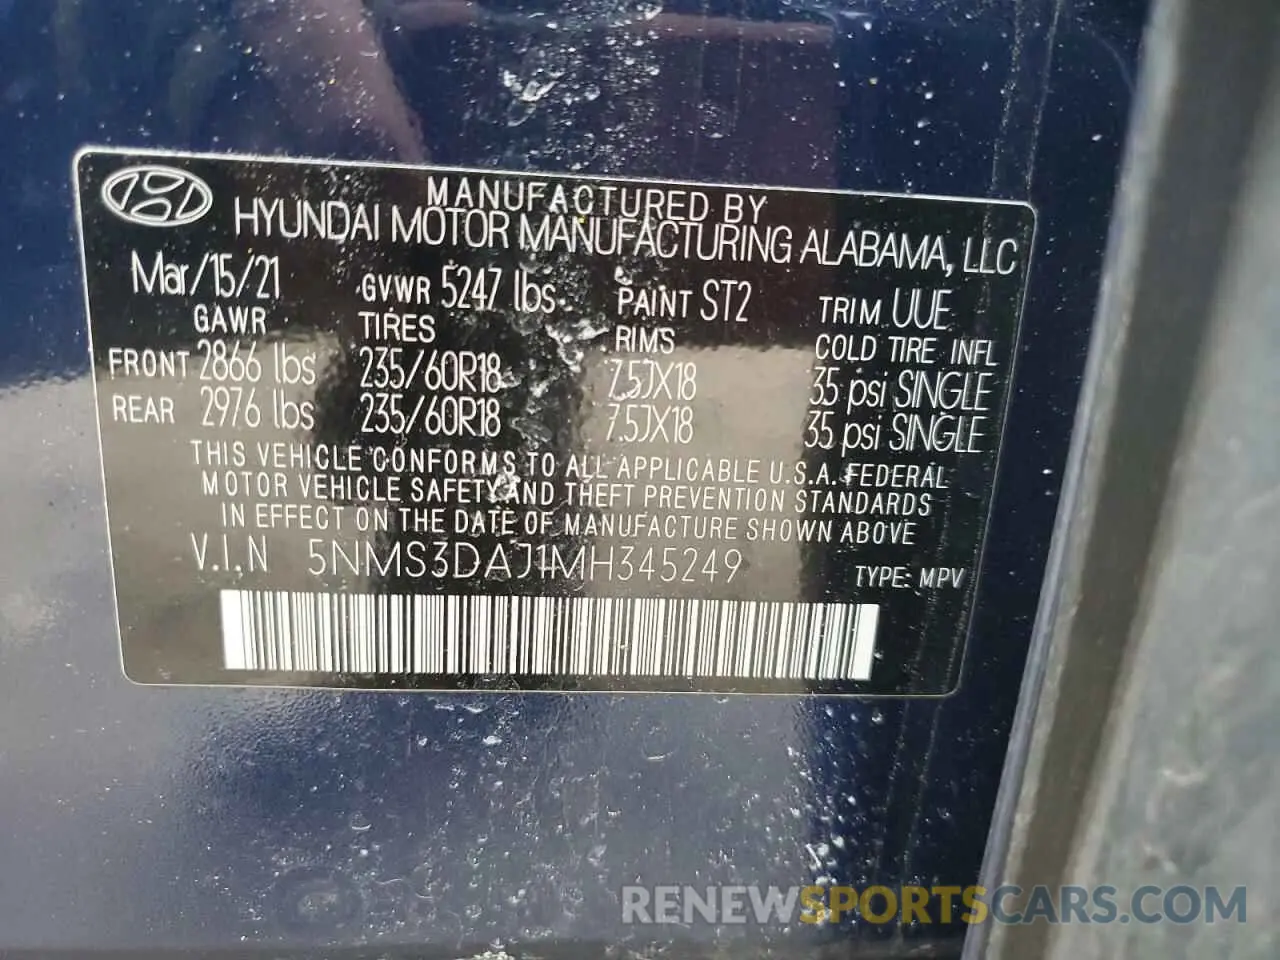 MANUFACTURED BY
HYUNDAI MOTOR MANUFACTURING ALABAMA, LLC
Mar/15/21 GVWR 5247 lbs PAINT ST2 TRIM UUE
GAWR TIRES RIMS COLD TIRE INFL
FRONT 2866 lbs 235/60R18 7.5JX18 35 psi SINGLE
REAR 2976 lbs 235/60R18 7.5JX18 35 psi SINGLE
THIS VEHICLE CONFORMS TO ALL APPLICABLE U.S.A. FEDERAL
MOTOR VEHICLE SAFETY AND THEFT PREVENTION STANDARDS
IN EFFECT ON THE DATE OF MANUFACTURE SHOWN ABOVE
V.I.N 5NMS3DAJ1MH345249 TYPE: MPV
RENEWSPORTSCARS.COM